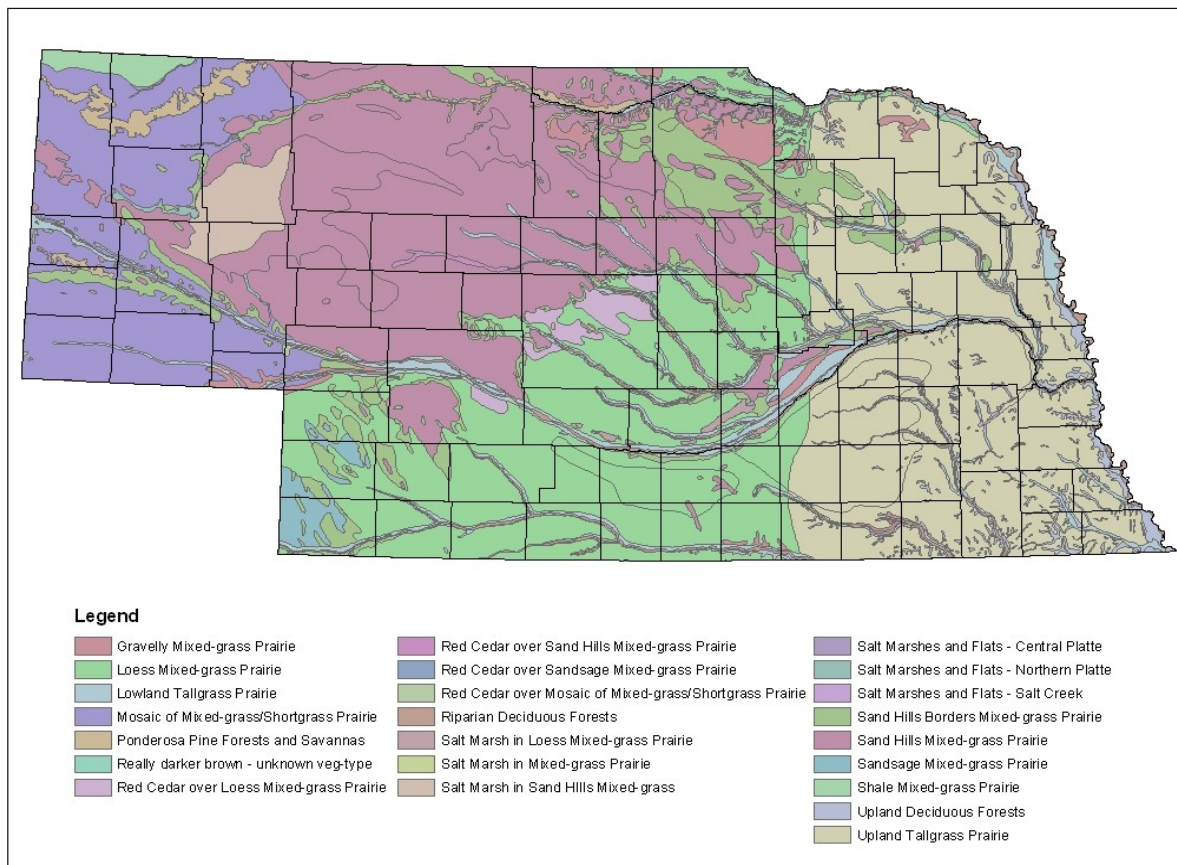 Legend
Gravelly Mixed-grass Prairie
Loess Mixed-grass Prairie
Lowland Tallgrass Prairie
Mosaic of Mixed-grass/Shortgrass Prairie
Ponderosa Pine Forests and Savannas
Really darker brown - unknown veg-type
Red Cedar over Loess Mixed-grass Prairie
Red Cedar over Sand Hills Mixed-grass Prairie
Red Cedar over Sandsage Mixed-grass Prairie
Red Cedar over Mosaic of Mixed-grass/Shortgrass Prairie
Riparian Deciduous Forests
Salt Marsh in Loess Mixed-grass Prairie
Salt Marsh in Mixed-grass Prairie
Salt Marsh in Sand HIlls Mixed-grass
Salt Marshes and Flats - Central Platte
Salt Marshes and Flats - Northern Platte
Salt Marshes and Flats - Salt Creek
Sand Hills Borders Mixed-grass Prairie
Sand Hills Mixed-grass Prairie
Sandsage Mixed-grass Prairie
Shale Mixed-grass Prairie
Upland Deciduous Forests
Upland Tallgrass Prairie